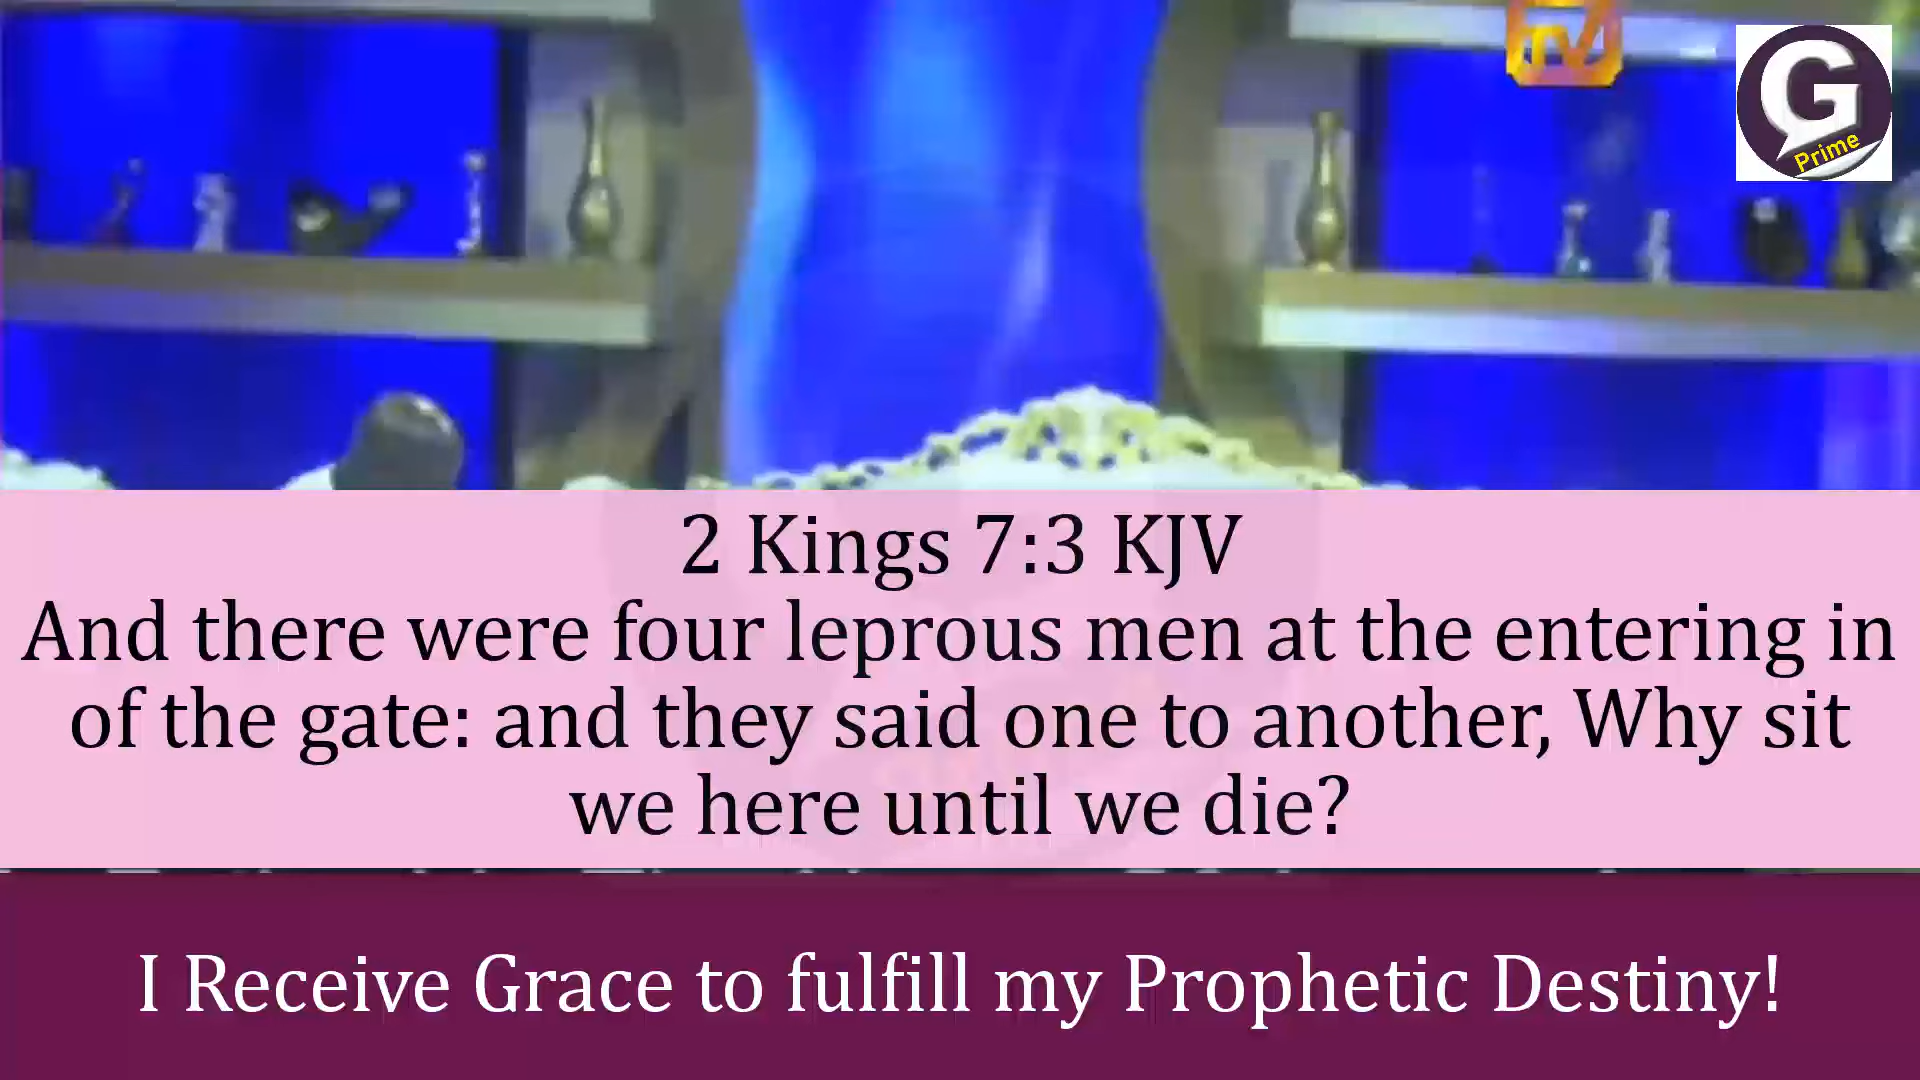 TV
G
Prime
2 Kings 7:3 KJV
And there were four leprous men at the entering in
of the gate: and they said one to another, Why sit
we here until we die?
I Receive Grace to fulfill my Prophetic Destiny!